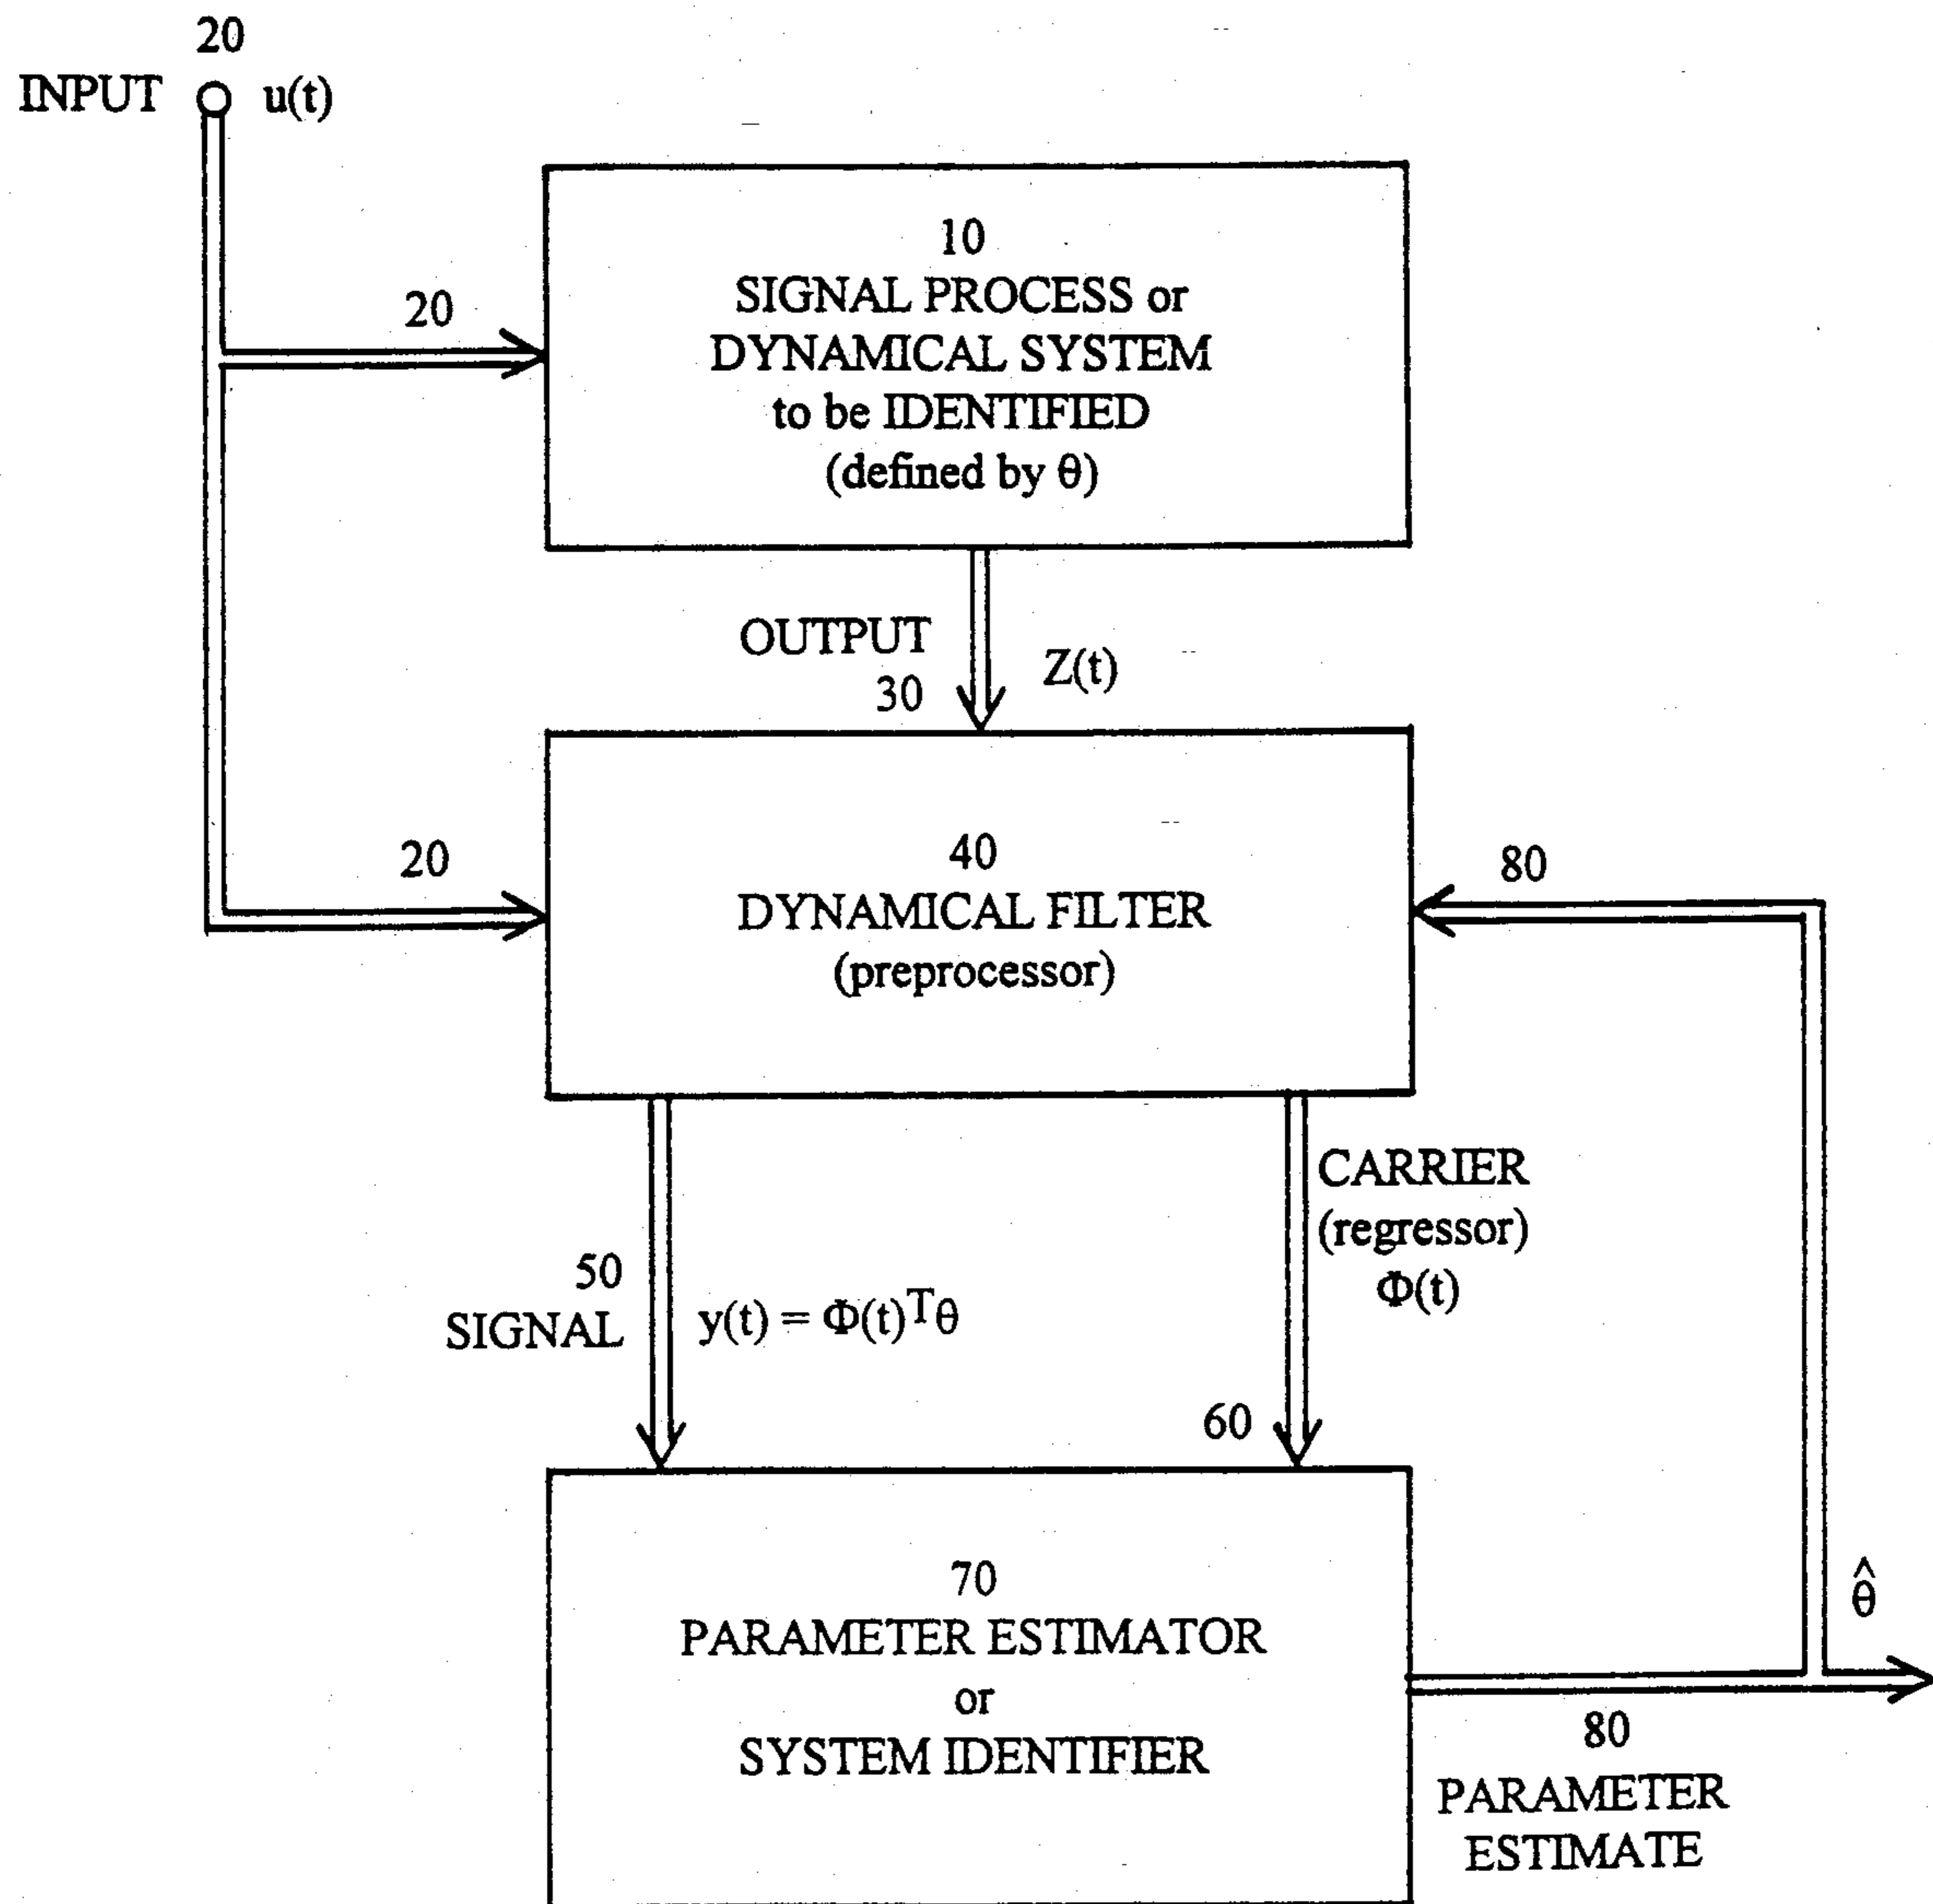 20
INPUT u(t)
10
SIGNAL PROCESS or
DYNAMICAL SYSTEM
to be IDENTIFIED
(defined by θ)
20
OUTPUT
30
Z(t)
20
40
DYNAMICAL FILTER
(preprocessor)
80
50
SIGNAL
y(t) = Φ(t)ᵀθ
CARRIER
(regressor)
Φ(t)
60
70
PARAMETER ESTIMATOR
or
SYSTEM IDENTIFIER
θ̂
80
PARAMETER
ESTIMATE